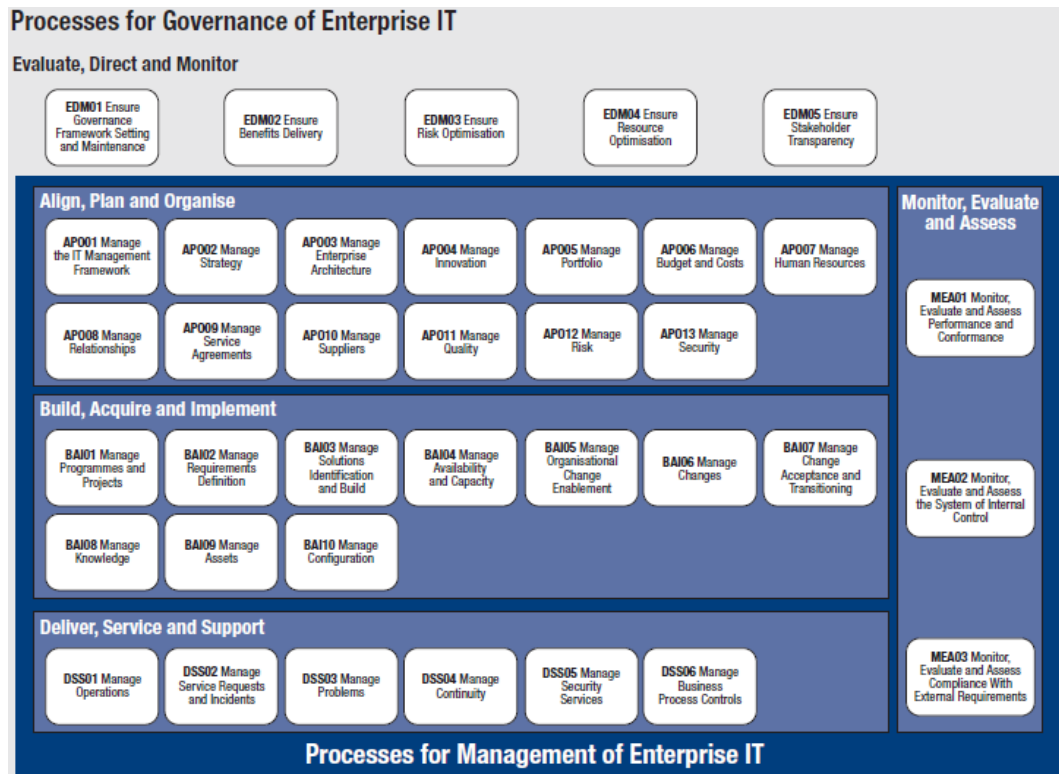 Processes for Governance of Enterprise IT
Evaluate, Direct and Monitor
EDM01 Ensure
Governance
Framework Setting
and Maintenance
EDM02 Ensure
Benefits Delivery
EDM03 Ensure
Risk Optimisation
EDM04 Ensure
Resource
Optimisation
EDM05 Ensure
Stakeholder
Transparency
Align, Plan and Organise
APO01 Manage
the IT Management
Framework
APO02 Manage
Strategy
APO03 Manage
Enterprise
Architecture
APO04 Manage
Innovation
APO05 Manage
Portfolio
APO06 Manage
Budget and Costs
APO07 Manage
Human Resources
APO08 Manage
Relationships
APO09 Manage
Service
Agreements
APO10 Manage
Suppliers
APO11 Manage
Quality
APO12 Manage
Risk
APO13 Manage
Security
Build, Acquire and Implement
BAI01 Manage
Programmes and
Projects
BAI02 Manage
Requirements
Definition
BAI03 Manage
Solutions
Identification
and Build
BAI04 Manage
Availability
and Capacity
BAI05 Manage
Organisational
Change
Enablement
BAI06 Manage
Changes
BAI07 Manage
Change
Acceptance and
Transitioning
BAI08 Manage
Knowledge
BAI09 Manage
Assets
BAI10 Manage
Configuration
Deliver, Service and Support
DSS01 Manage
Operations
DSS02 Manage
Service Requests
and Incidents
DSS03 Manage
Problems
DSS04 Manage
Continuity
DSS05 Manage
Security
Services
DSS06 Manage
Business
Process Controls
Monitor, Evaluate
and Assess
MEA01 Monitor,
Evaluate and Assess
Performance and
Conformance
MEA02 Monitor,
Evaluate and Assess
the System of Internal
Control
MEA03 Monitor,
Evaluate and Assess
Compliance With
External Requirements
Processes for Management of Enterprise IT